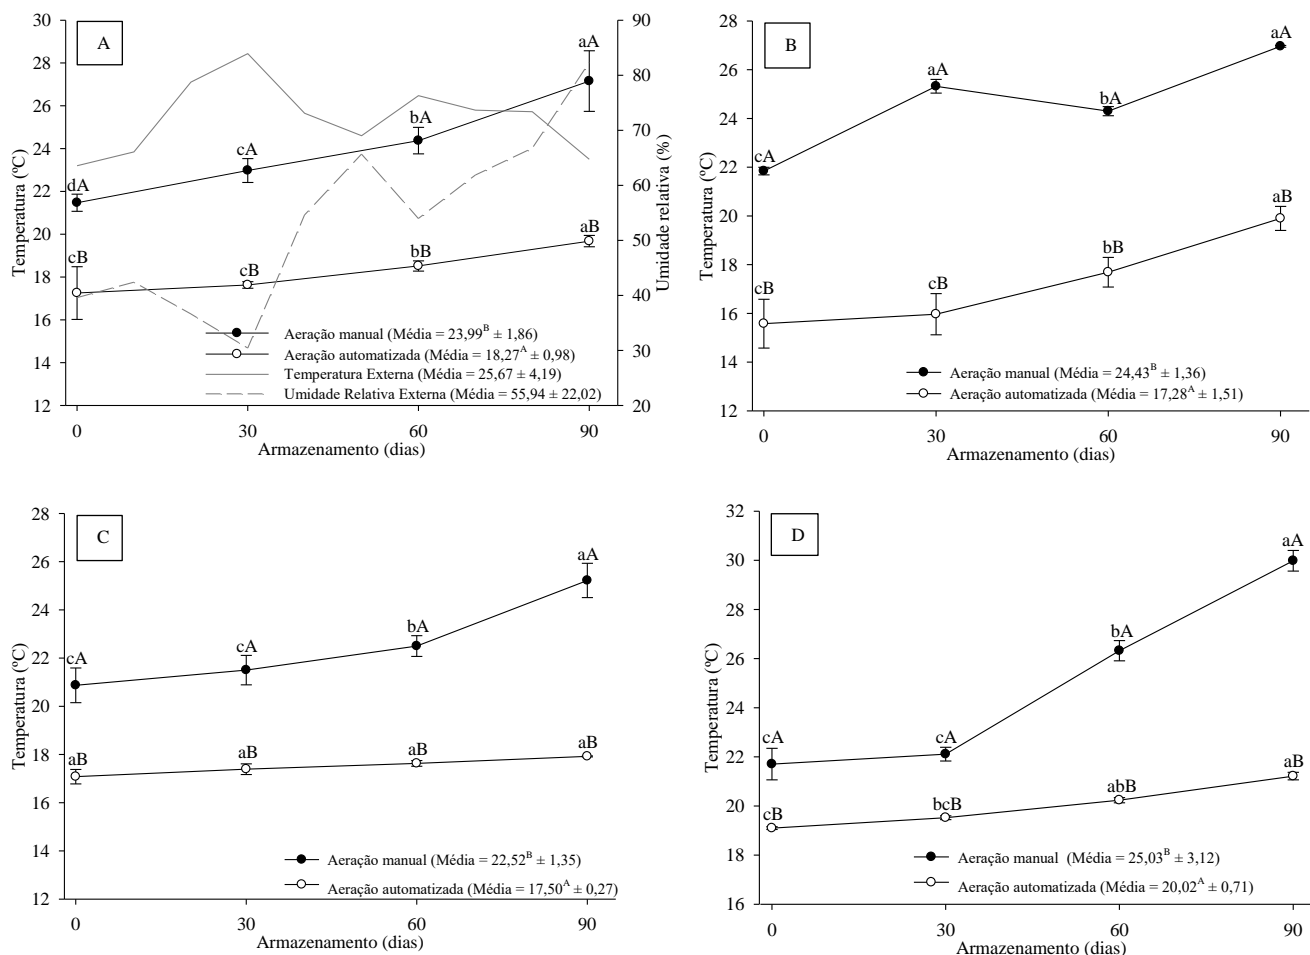 A
Temperatura (ºC)
30
28
26
24
22
20
18
16
14
12
90
80
70
60
50
40
30
20
Umidade relativa (%)
dA
cA
bA
aA
cB
cB
bB
aB
Aeração manual (Média = 23,99B ± 1,86)
Aeração automatizada (Média = 18,27A ± 0,98)
Temperatura Externa (Média = 25,67 ± 4,19)
Umidade Relativa Externa (Média = 55,94 ± 22,02)
0 30 60 90
Armazenamento (dias)
B
Temperatura (ºC)
28
26
24
22
20
18
16
14
12
cA
aA
bA
aA
cB
cB
bB
aB
Aeração manual (Média = 24,43B ± 1,36)
Aeração automatizada (Média = 17,28A ± 1,51)
0 30 60 90
Armazenamento (dias)
C
Temperatura (ºC)
28
26
24
22
20
18
16
14
12
cA
cA
bA
aA
aB
aB
aB
aB
Aeração manual (Média = 22,52B ± 1,35)
Aeração automatizada (Média = 17,50A ± 0,27)
0 30 60 90
Armazenamento (dias)
D
Temperatura (ºC)
32
30
28
26
24
22
20
18
16
cA
cA
bA
aA
cB
bcB
abB
aB
Aeração manual (Média = 25,03B ± 3,12)
Aeração automatizada (Média = 20,02A ± 0,71)
0 30 60 90
Armazenamento (dias)